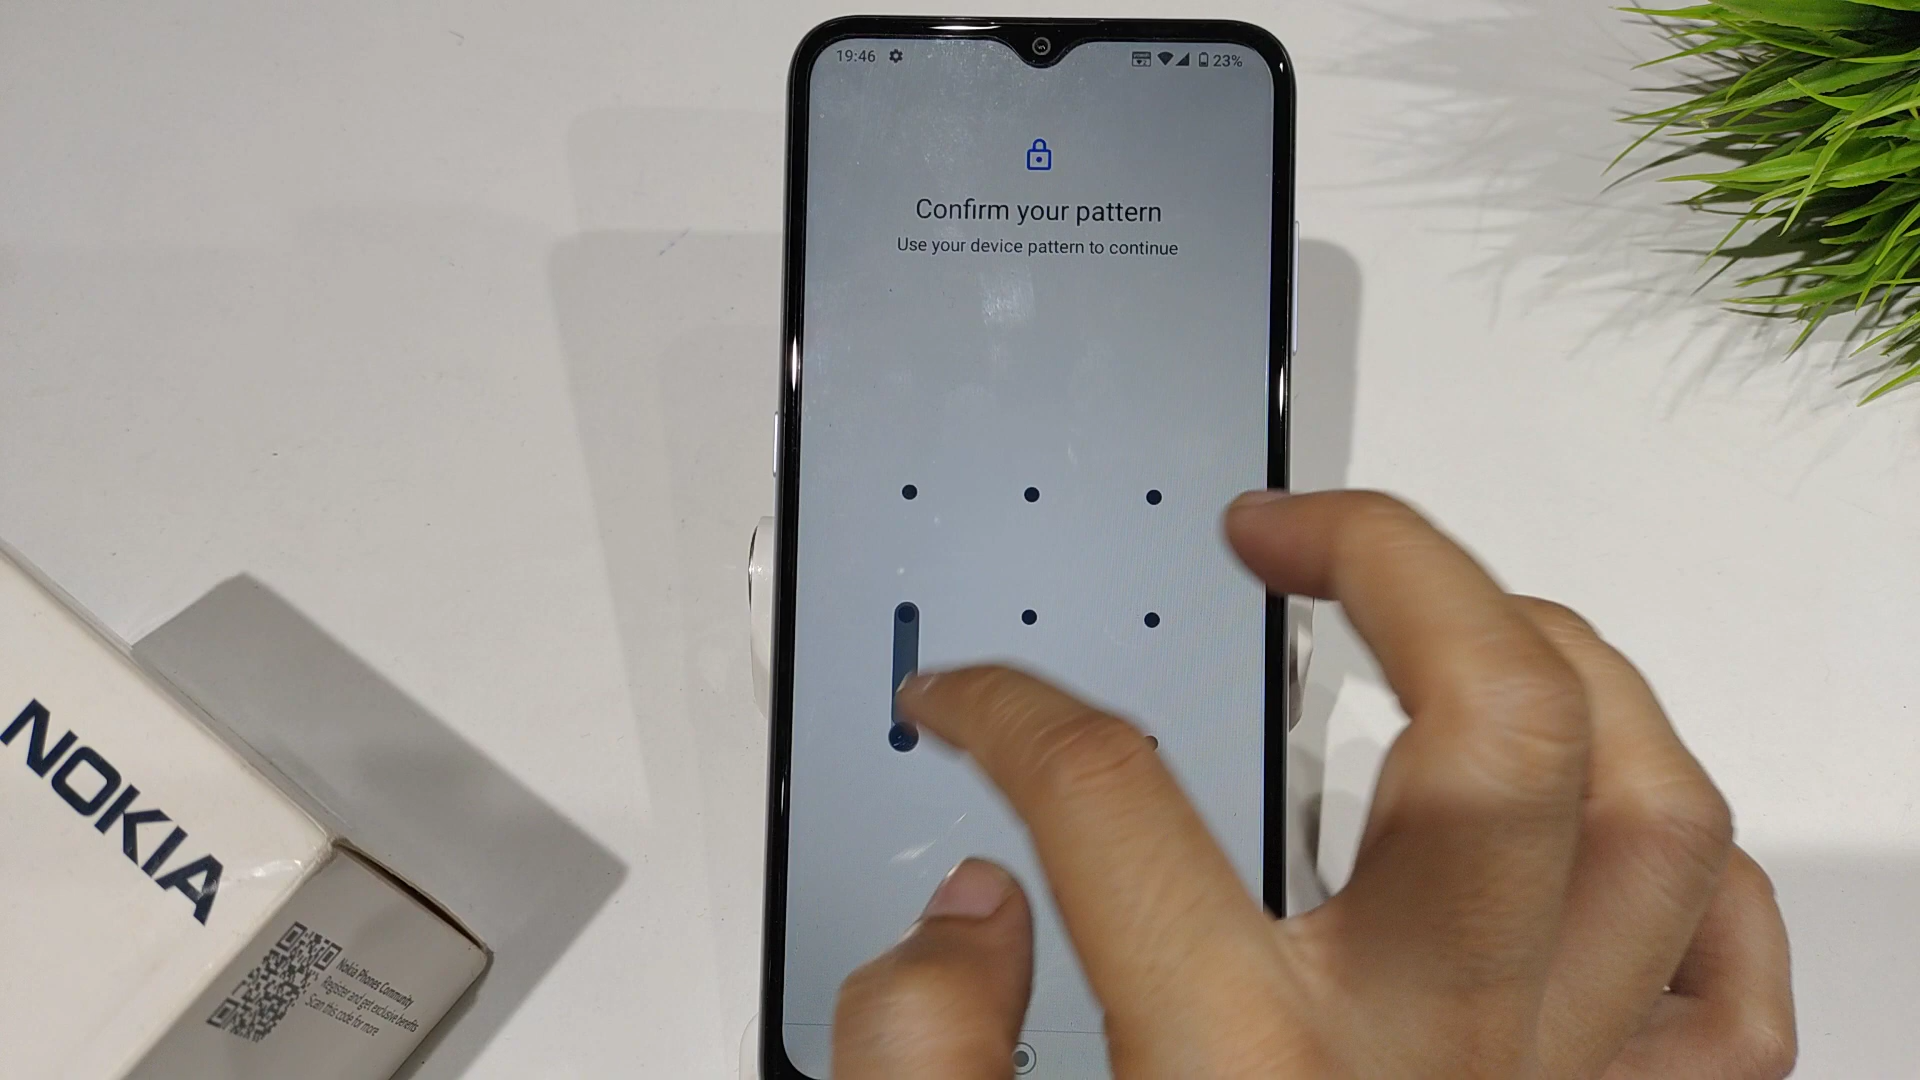 19:46
23%
Confirm your pattern
Use your device pattern to continue
NOKIA
Nokia Phones Community
Register and get exclusive benefits
Scan this code for more